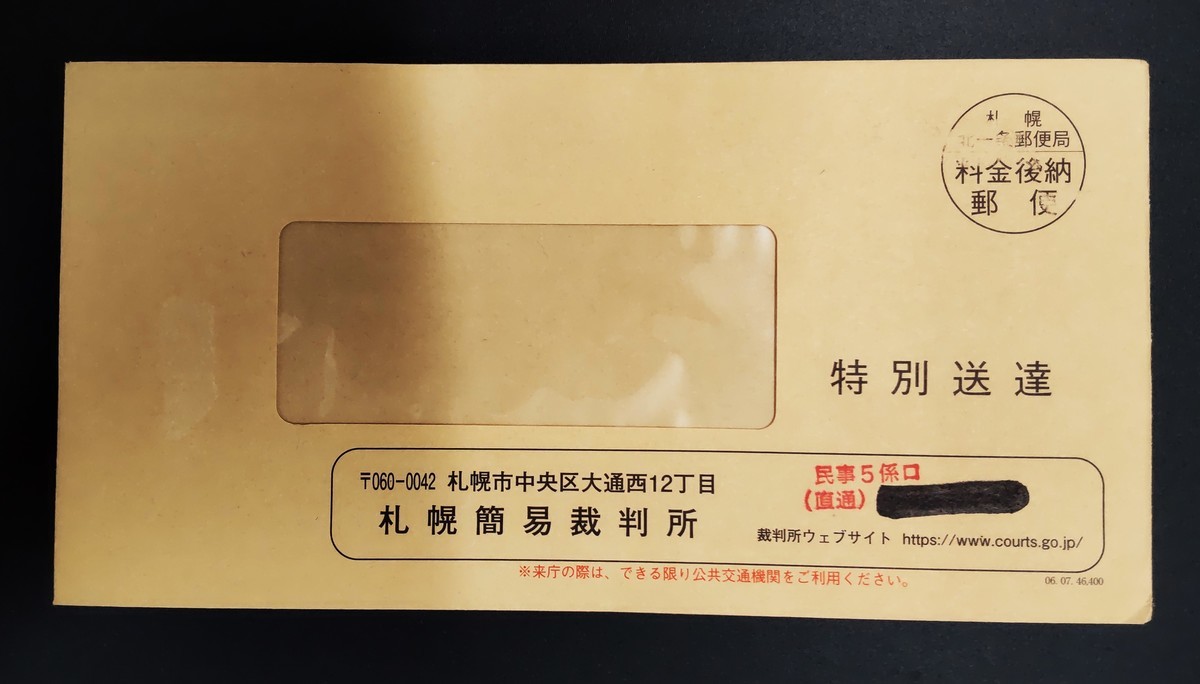 札 幌
北一条郵便局
料金後納
郵 便
特別送達
〒060-0042 札幌市中央区大通西12丁目
札幌簡易裁判所
民事5係口
(直通)
裁判所ウェブサイト https://www.courts.go.jp/
※来庁の際は、できる限り公共交通機関をご利用ください。
06. 07. 46,400